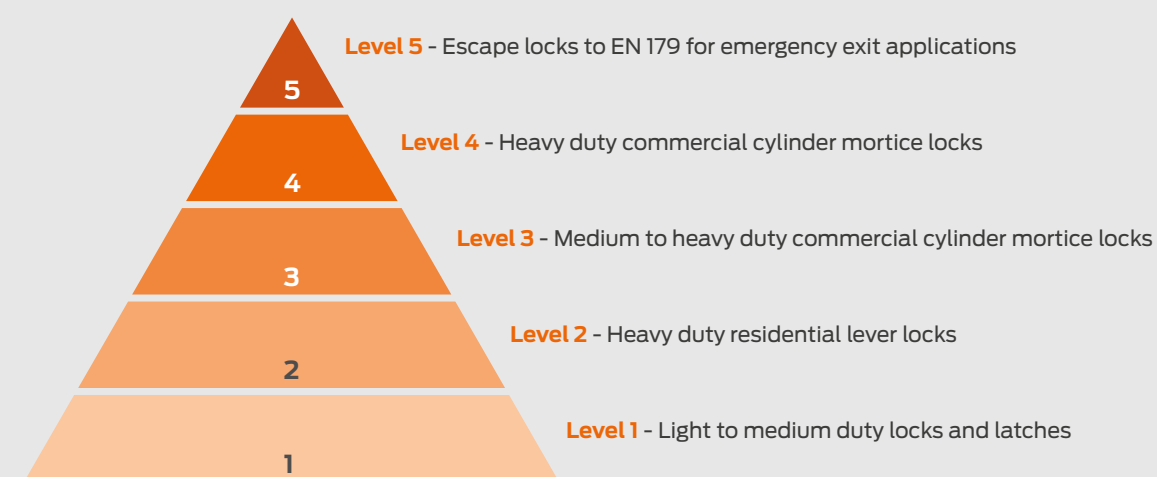 Level 5 - Escape locks to EN 179 for emergency exit applications
5
Level 4 - Heavy duty commercial cylinder mortice locks
4
Level 3 - Medium to heavy duty commercial cylinder mortice locks
3
Level 2 - Heavy duty residential lever locks
2
Level 1 - Light to medium duty locks and latches
1